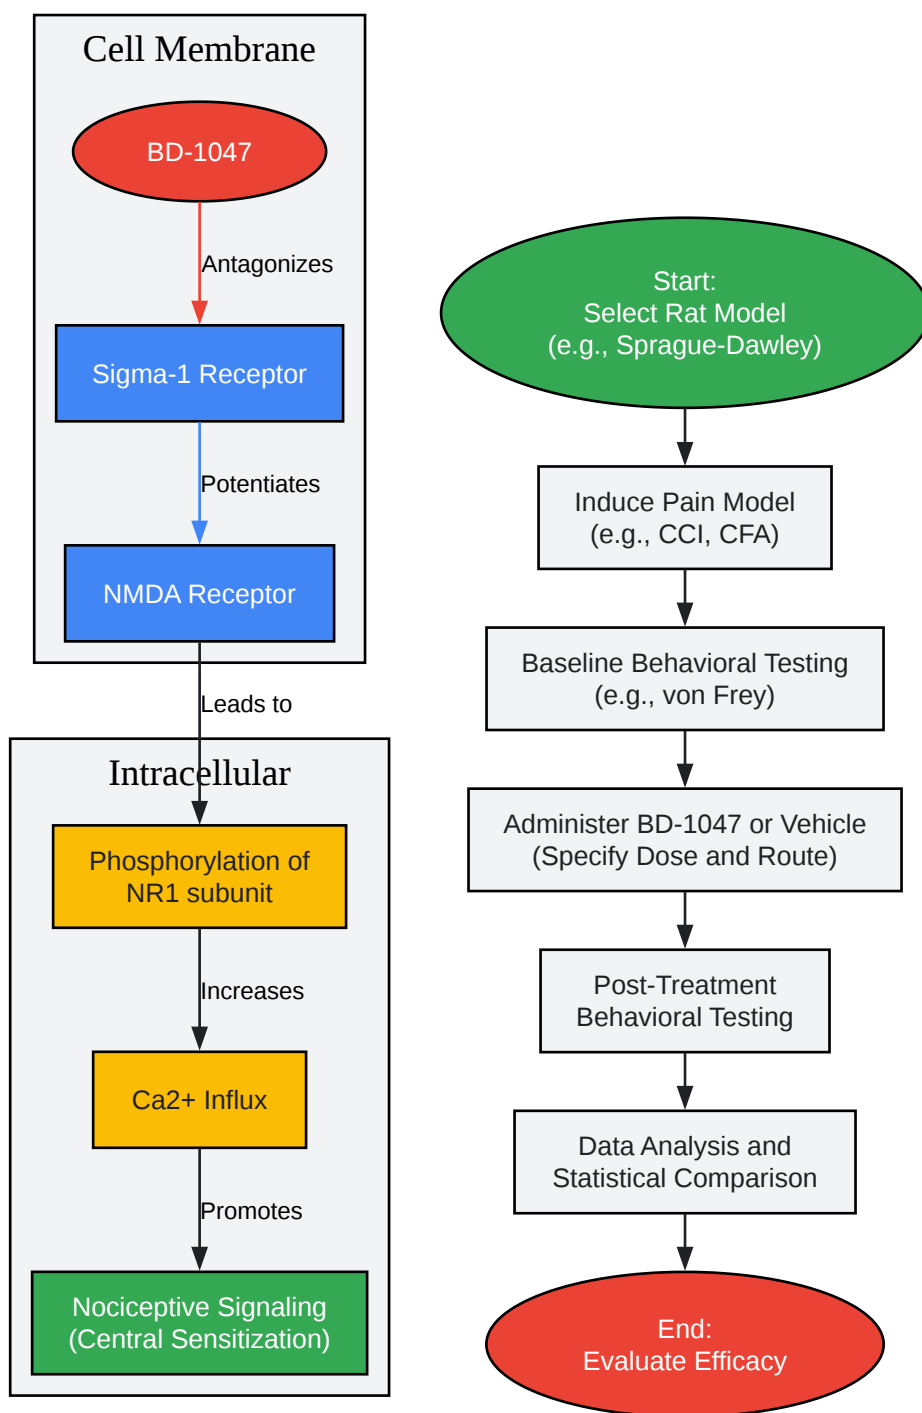 Cell Membrane
BD-1047
Antagonizes
Sigma-1 Receptor
Potentiates
NMDA Receptor
Leads to
Intracellular
Phosphorylation of
NR1 subunit
Increases
Ca2+ Influx
Promotes
Nociceptive Signaling
(Central Sensitization)
Start:
Select Rat Model
(e.g., Sprague-Dawley)
Induce Pain Model
(e.g., CCI, CFA)
Baseline Behavioral Testing
(e.g., von Frey)
Administer BD-1047 or Vehicle
(Specify Dose and Route)
Post-Treatment
Behavioral Testing
Data Analysis and
Statistical Comparison
End:
Evaluate Efficacy